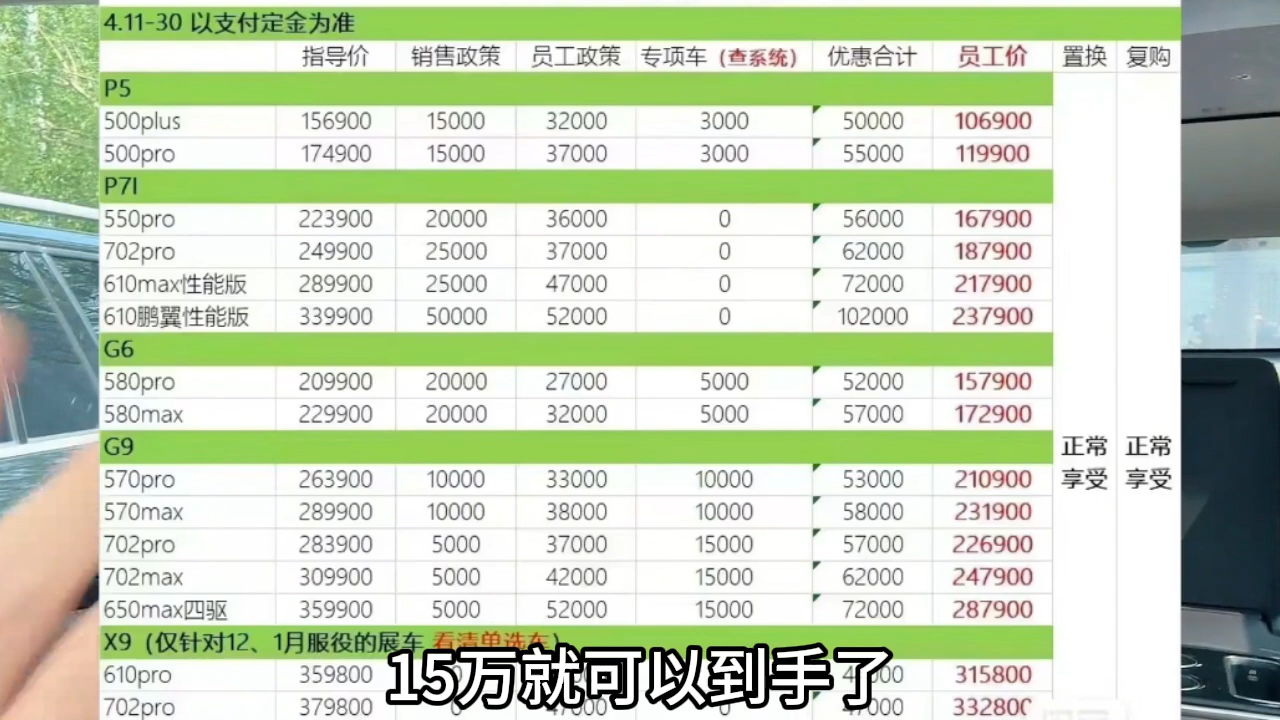 4.11-30 以支付定金为准
指导价 销售政策 员工政策 专项车（查系统） 优惠合计 员工价 置换 复购
P5
500plus 156900 15000 32000 3000 50000 106900
500pro 174900 15000 37000 3000 55000 119900
P7I
550pro 223900 20000 36000 0 56000 167900
702pro 249900 25000 37000 0 62000 187900
610max性能版 289900 25000 47000 0 72000 217900
610鹏翼性能版 339900 50000 52000 0 102000 237900
G6
580pro 209900 20000 27000 5000 52000 157900
580max 229900 20000 32000 5000 57000 172900
G9
正常享受 正常享受
570pro 263900 10000 33000 10000 53000 210900
570max 289900 10000 38000 10000 58000 231900
702pro 283900 5000 37000 15000 57000 226900
702max 309900 5000 42000 15000 62000 247900
650max四驱 359900 5000 52000 15000 72000 287900
X9（仅针对12、1月服役的展车 看清单选车）
610pro 359800 315800
702pro 379800 0 47000 0 47000 332800
15万就可以到手了